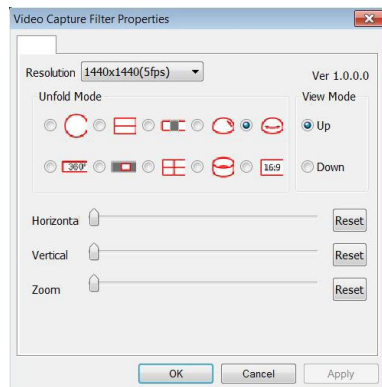 Video Capture Filter Properties
Resolution 1440x1440(5fps) Ver 1.0.0.0
Unfold Mode View Mode
Up
360° 16:9 Down
Horizonta Reset
Vertical Reset
Zoom Reset
OK Cancel Apply